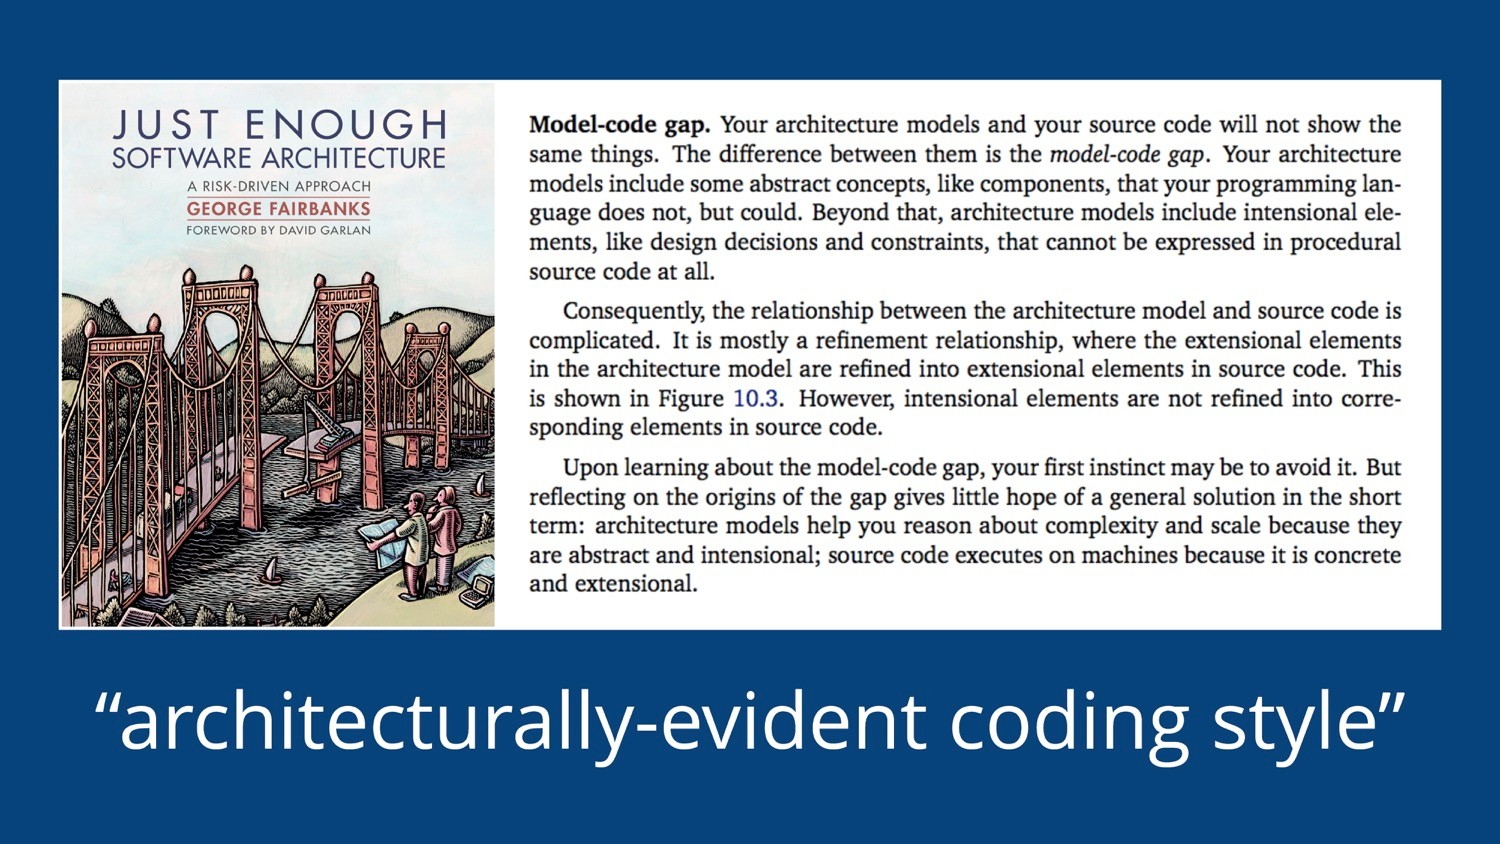 JUST ENOUGH
SOFTWARE ARCHITECTURE
A RISK-DRIVEN APPROACH
GEORGE FAIRBANKS
FOREWORD BY DAVID GARLAN
Model-code gap. Your architecture models and your source code will not show the
same things. The difference between them is the model-code gap. Your architecture
models include some abstract concepts, like components, that your programming lan-
guage does not, but could. Beyond that, architecture models include intensional ele-
ments, like design decisions and constraints, that cannot be expressed in procedural
source code at all.
Consequently, the relationship between the architecture model and source code is
complicated. It is mostly a refinement relationship, where the extensional elements
in the architecture model are refined into extensional elements in source code. This
is shown in Figure 10.3. However, intensional elements are not refined into corre-
sponding elements in source code.
Upon learning about the model-code gap, your first instinct may be to avoid it. But
reflecting on the origins of the gap gives little hope of a general solution in the short
term: architecture models help you reason about complexity and scale because they
are abstract and intensional; source code executes on machines because it is concrete
and extensional.
“architecturally-evident coding style”